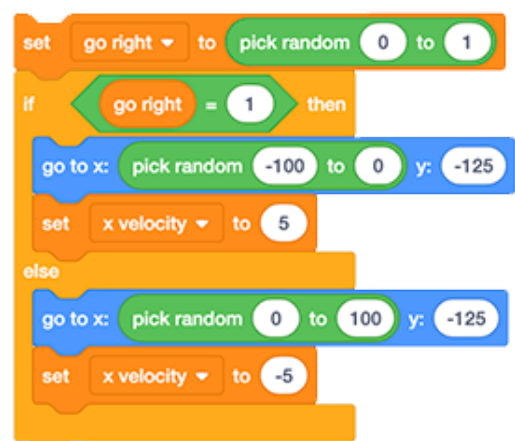 set go right to pick random 0 to 1
if go right = 1 then
go to x: pick random -100 to 0 y: -125
set x velocity to 5
else
go to x: pick random 0 to 100 y: -125
set x velocity to -5